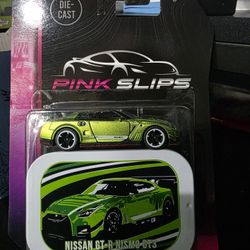 DIE-
CAST
PINK SLIPS
NISSAN GT-R NISMO GT3